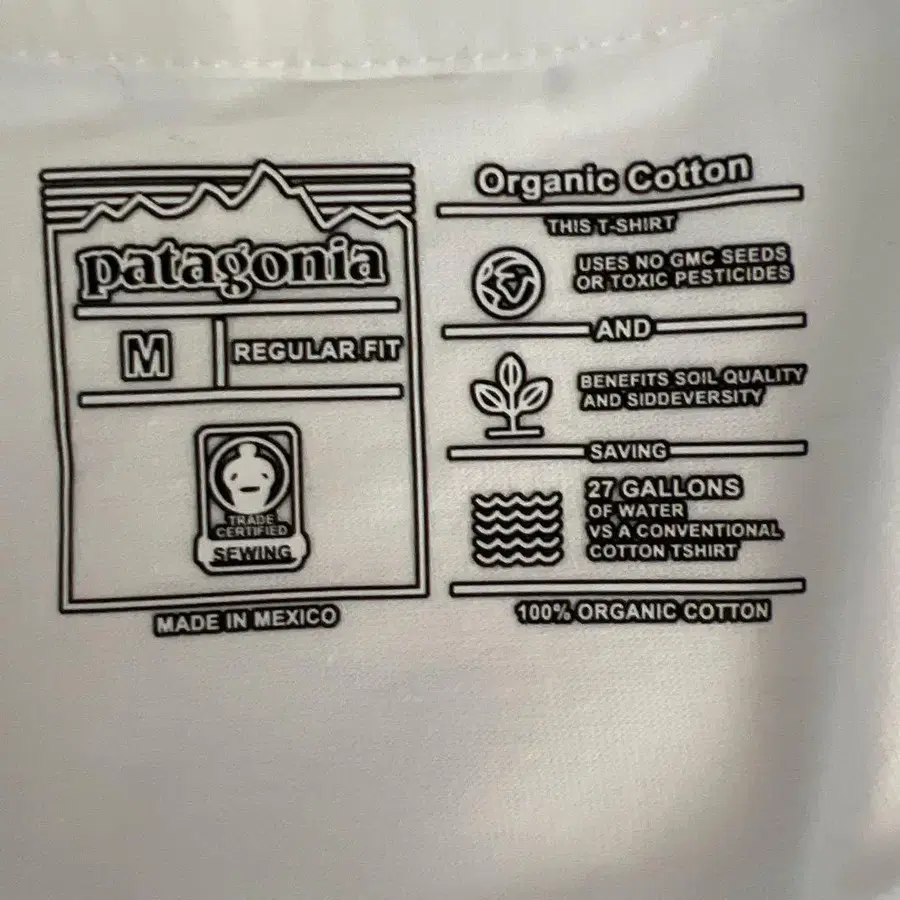 patagonia
M
REGULAR FIT
TRADE
CERTIFIED
SEWING
MADE IN MEXICO
Organic Cotton
THIS T-SHIRT
USES NO GMC SEEDS
OR TOXIC PESTICIDES
AND
BENEFITS SOIL QUALITY
AND SIDDEVERSITY
SAVING
27 GALLONS
OF WATER
VS A CONVENTIONAL
COTTON TSHIRT
100% ORGANIC COTTON